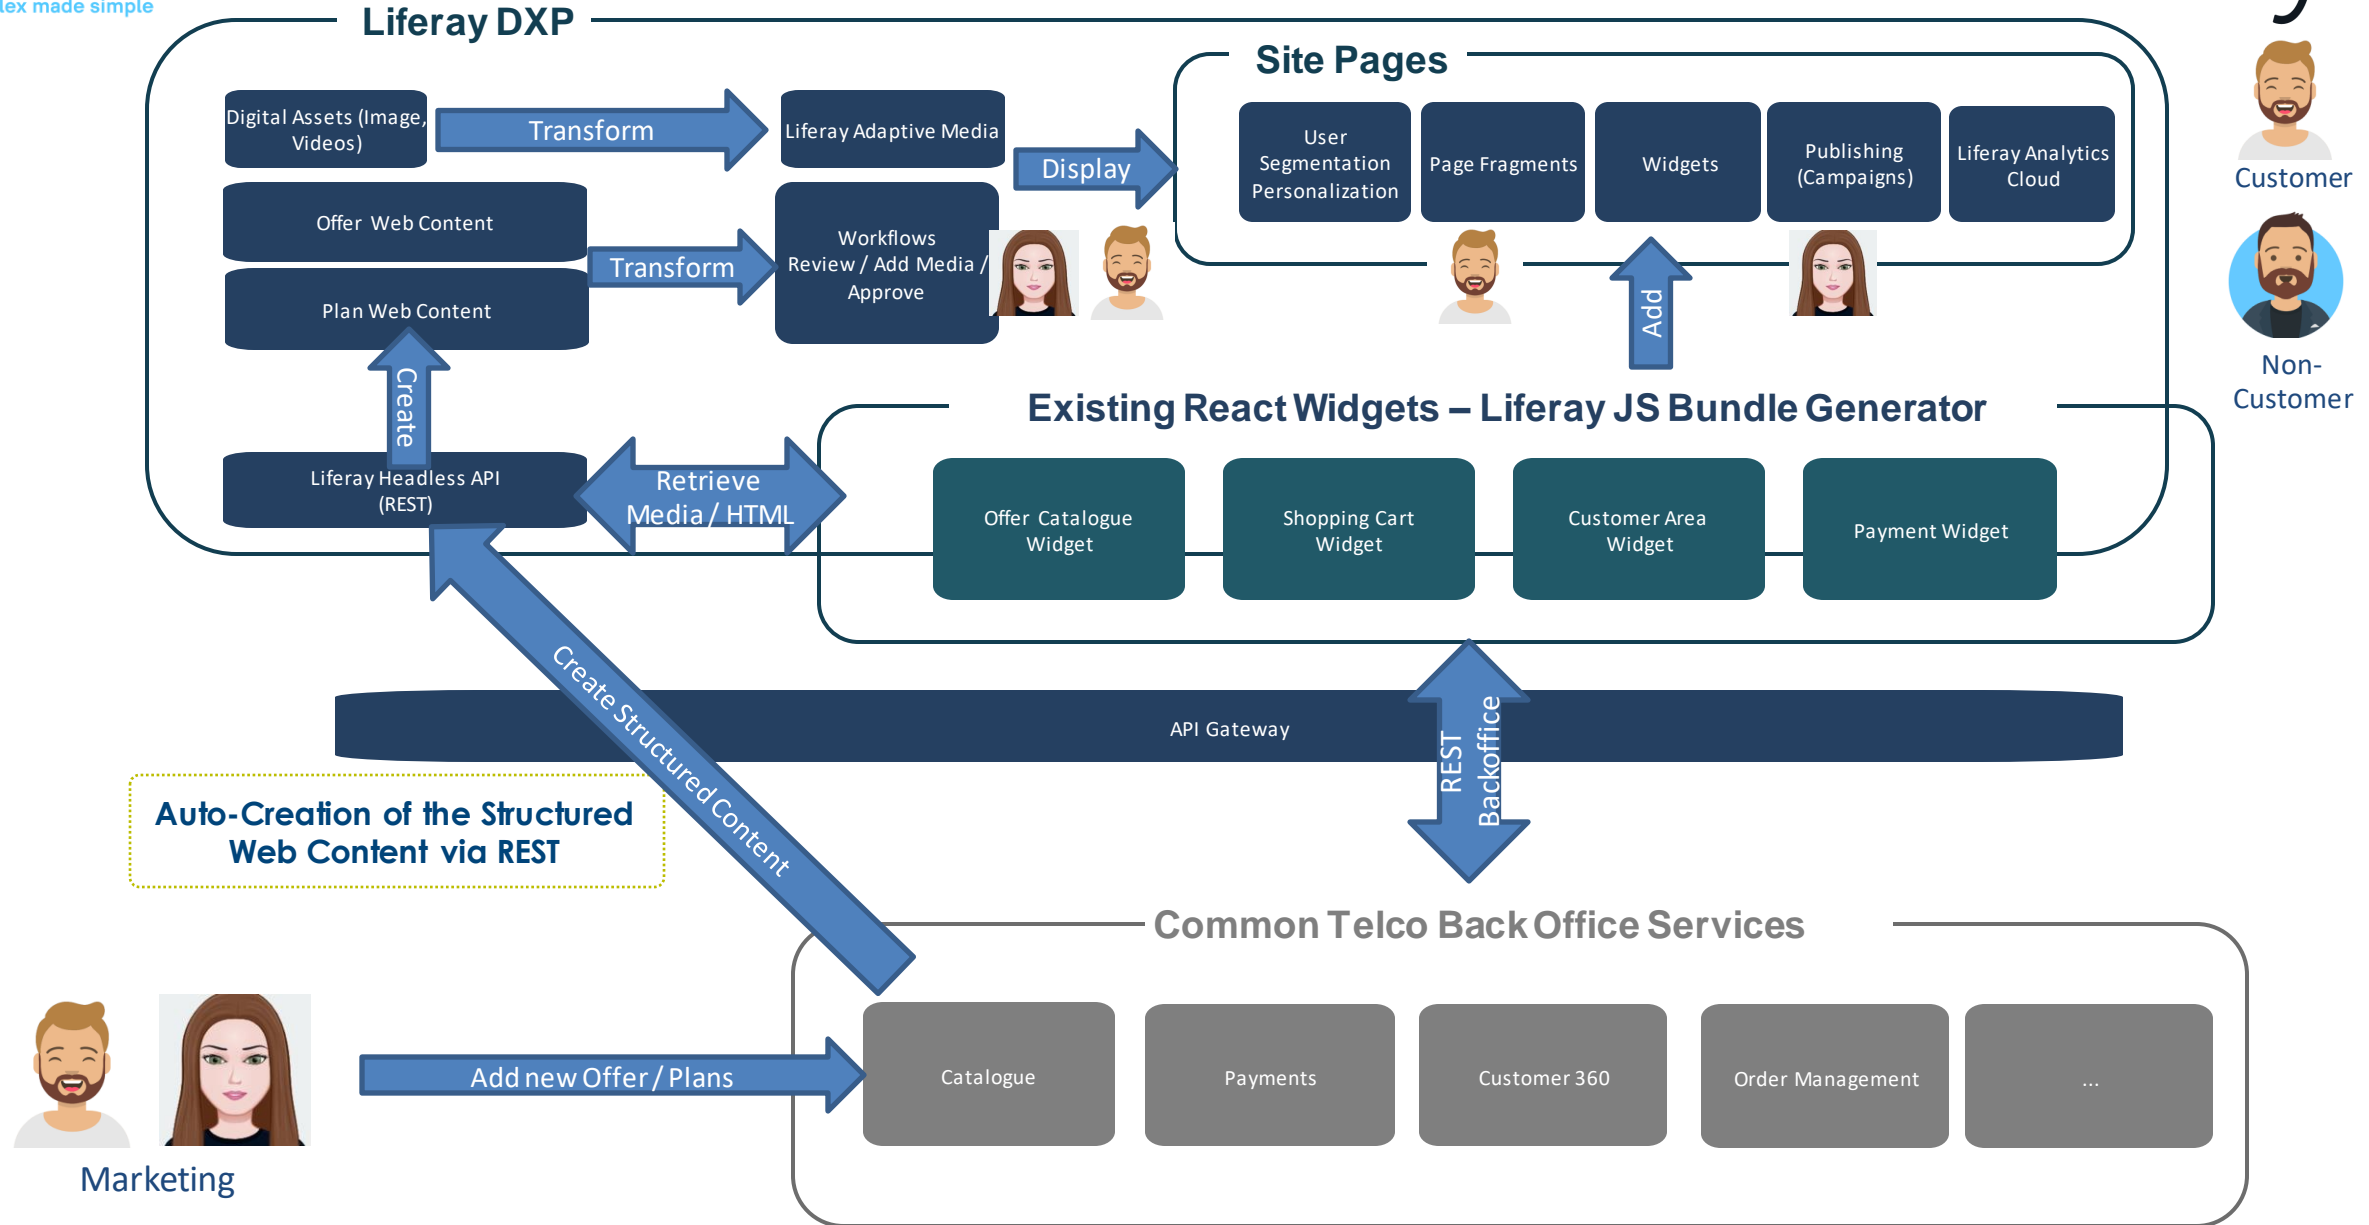 lex made simple
Liferay DXP
Site Pages
Digital Assets (Image,
Videos)
Transform
Liferay Adaptive Media
Display
User
Segmentation
Personalization
Page Fragments
Widgets
Publishing
(Campaigns)
Liferay Analytics
Cloud
Customer
Offer Web Content
Plan Web Content
Transform
Workflows
Review / Add Media /
Approve
Add
Non-
Customer
Create
Existing React Widgets – Liferay JS Bundle Generator
Liferay Headless API
(REST)
Retrieve
Media / HTML
Offer Catalogue
Widget
Shopping Cart
Widget
Customer Area
Widget
Payment Widget
Create Structured Content
API Gateway
REST
Backoffice
Auto-Creation of the Structured
Web Content via REST
Common Telco Back Office Services
Marketing
Add new Offer / Plans
Catalogue
Payments
Customer 360
Order Management
...